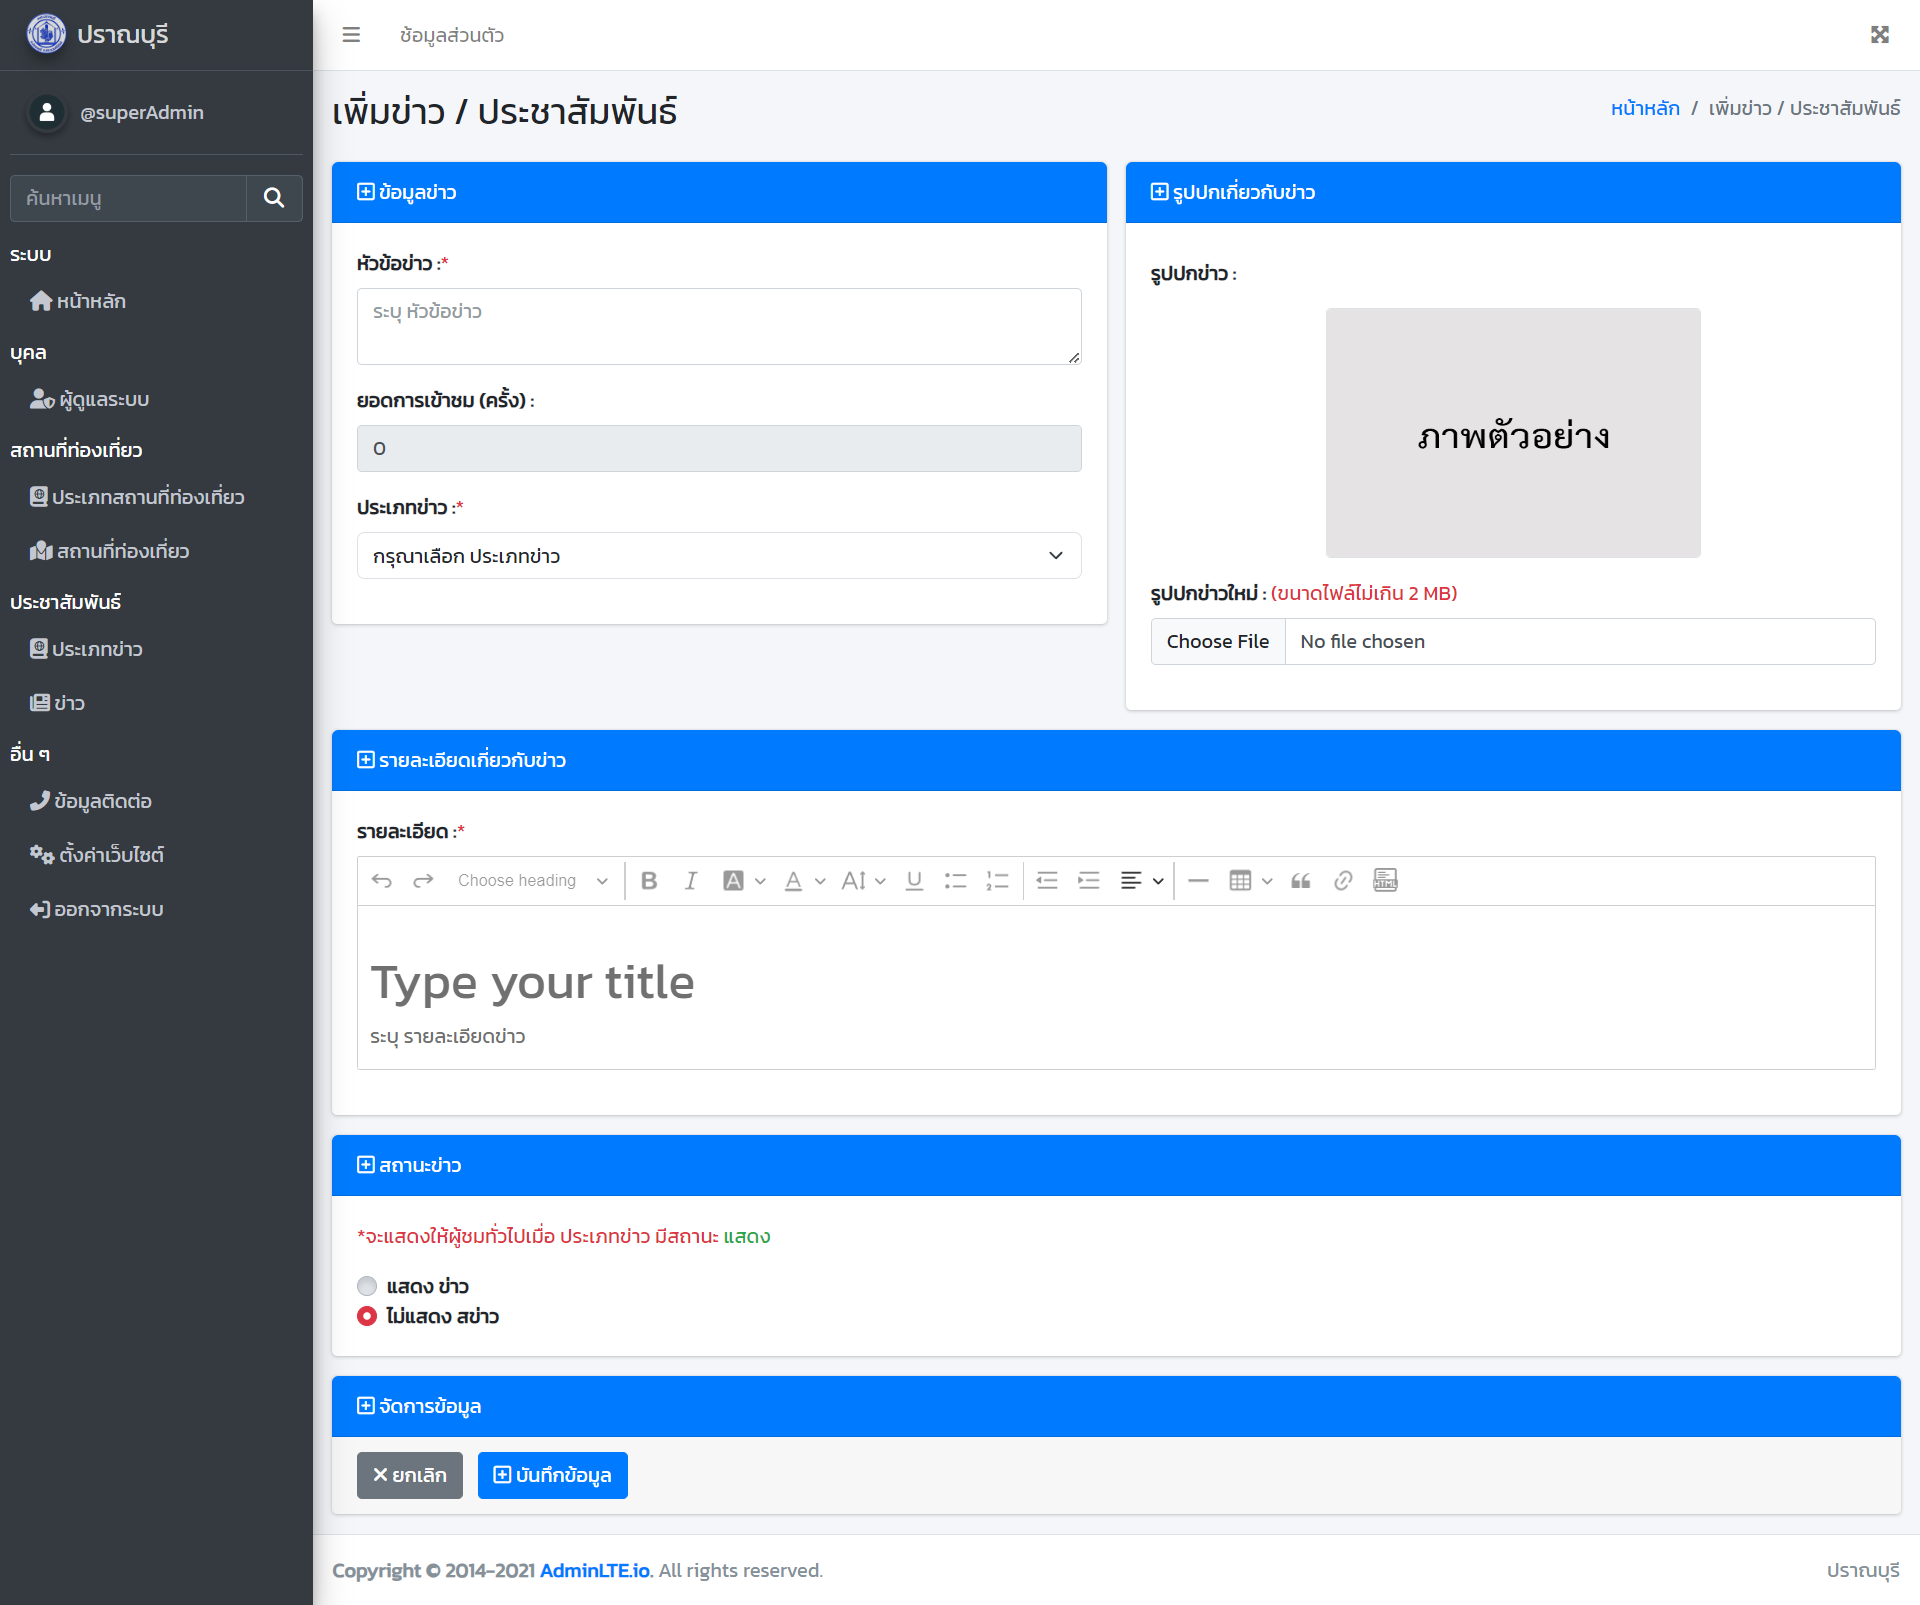 ปราณบุรี
@superAdmin
ค้นหาเมนู
ระบบ
หน้าหลัก
บุคล
ผู้ดูแลระบบ
สถานที่ท่องเที่ยว
ประเภทสถานที่ท่องเที่ยว
สถานที่ท่องเที่ยว
ประชาสัมพันธ์
ประเภทข่าว
ข่าว
อื่น ๆ
ข้อมูลติดต่อ
ตั้งค่าเว็บไซต์
ออกจากระบบ
ช้อมูลส่วนตัว
เพิ่มข่าว / ประชาสัมพันธ์
หน้าหลัก / เพิ่มข่าว / ประชาสัมพันธ์
ข้อมูลข่าว
หัวข้อข่าว :*
ระบุ หัวข้อข่าว
ยอดการเข้าชม (ครั้ง) :
0
ประเภทข่าว :*
กรุณาเลือก ประเภทข่าว
รูปปกเกี่ยวกับข่าว
รูปปกข่าว :
ภาพตัวอย่าง
รูปปกข่าวใหม่ : (ขนาดไฟล์ไม่เกิน 2 MB)
Choose File No file chosen
รายละเอียดเกี่ยวกับข่าว
รายละเอียด :*
Choose heading
Type your title
ระบุ รายละเอียดข่าว
สถานะข่าว
*จะแสดงให้ผู้ชมทั่วไปเมื่อ ประเภทข่าว มีสถานะ แสดง
แสดง ข่าว
ไม่แสดง สข่าว
จัดการข้อมูล
ยกเลิก บันทึกข้อมูล
Copyright © 2014-2021 AdminLTE.io. All rights reserved.
ปราณบุรี